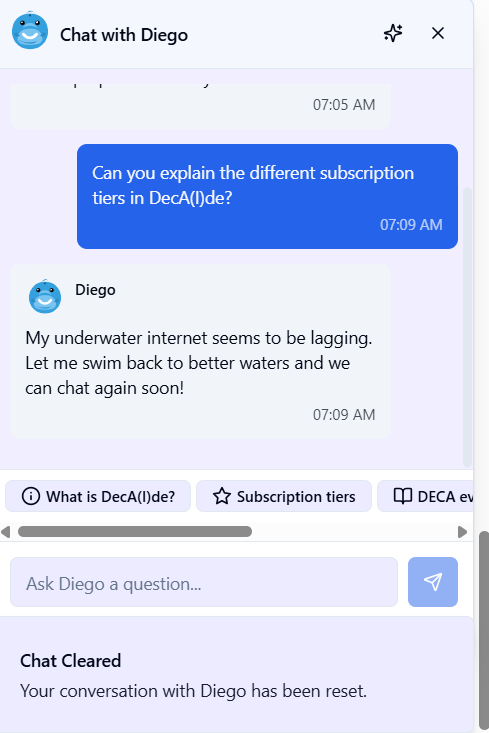 Chat with Diego
07:05 AM
Can you explain the different subscription
tiers in DecA(I)de?
07:09 AM
Diego
My underwater internet seems to be lagging.
Let me swim back to better waters and we
can chat again soon!
07:09 AM
What is DecA(I)de?
Subscription tiers
DECA ev
Ask Diego a question...
Chat Cleared
Your conversation with Diego has been reset.